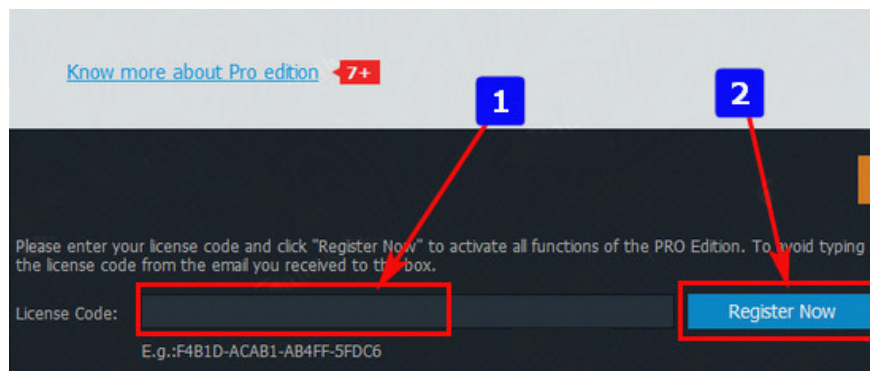 Know more about Pro edition 7+
1
2
Please enter your license code and click "Register Now" to activate all functions of the PRO Edition. To avoid typing
the license code from the email you received to the box.
License Code:
Register Now
E.g.:F4B1D-ACAB1-AB4FF-5FDC6